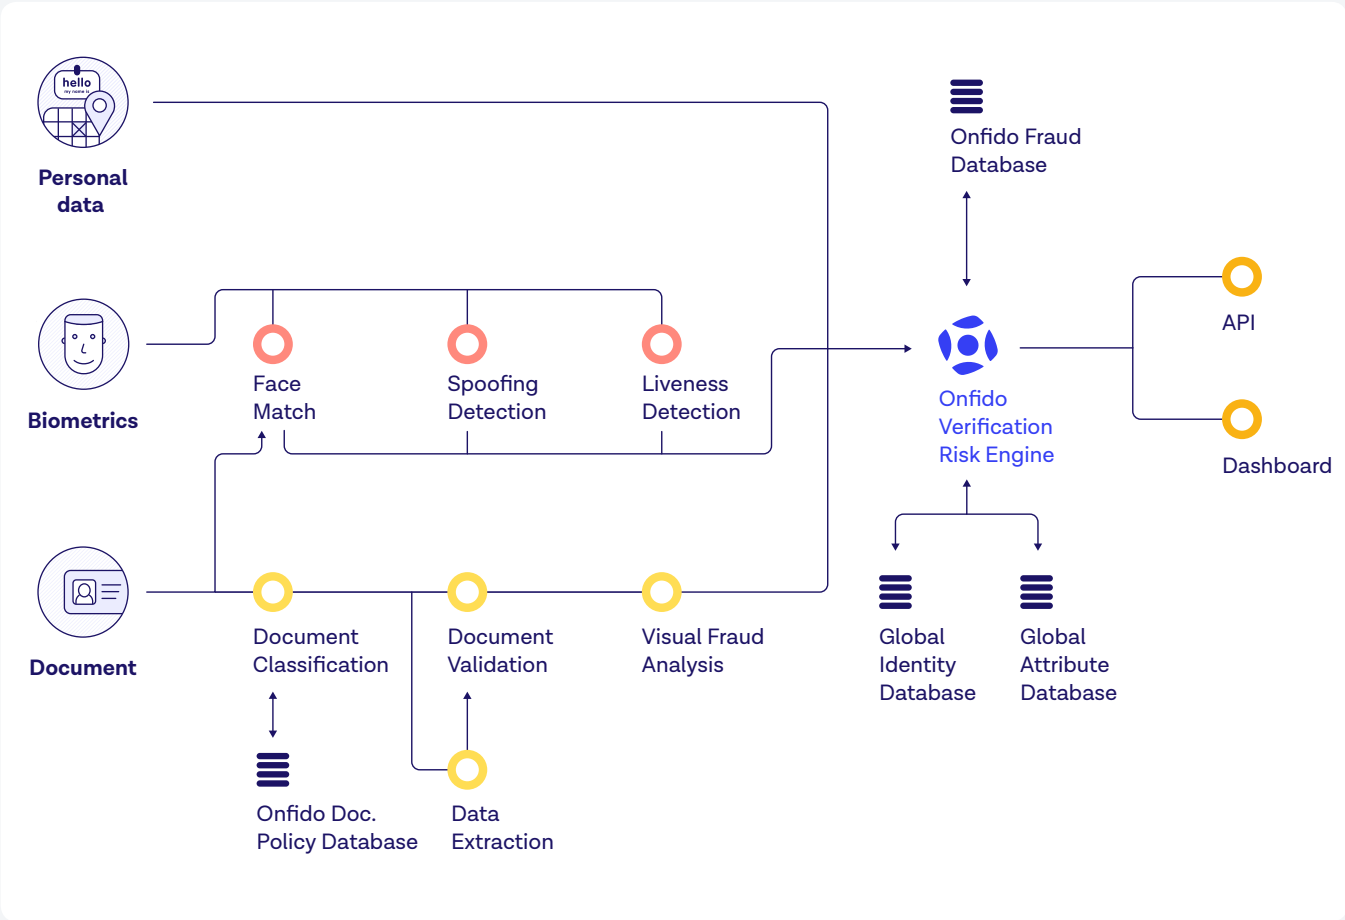 hello
my name is
Personal
data
Onfido Fraud
Database
API
Biometrics
Face
Match
Spoofing
Detection
Liveness
Detection
Onfido
Verification
Risk Engine
Dashboard
Document
Document
Classification
Document
Validation
Visual Fraud
Analysis
Global
Identity
Database
Global
Attribute
Database
Onfido Doc.
Policy Database
Data
Extraction